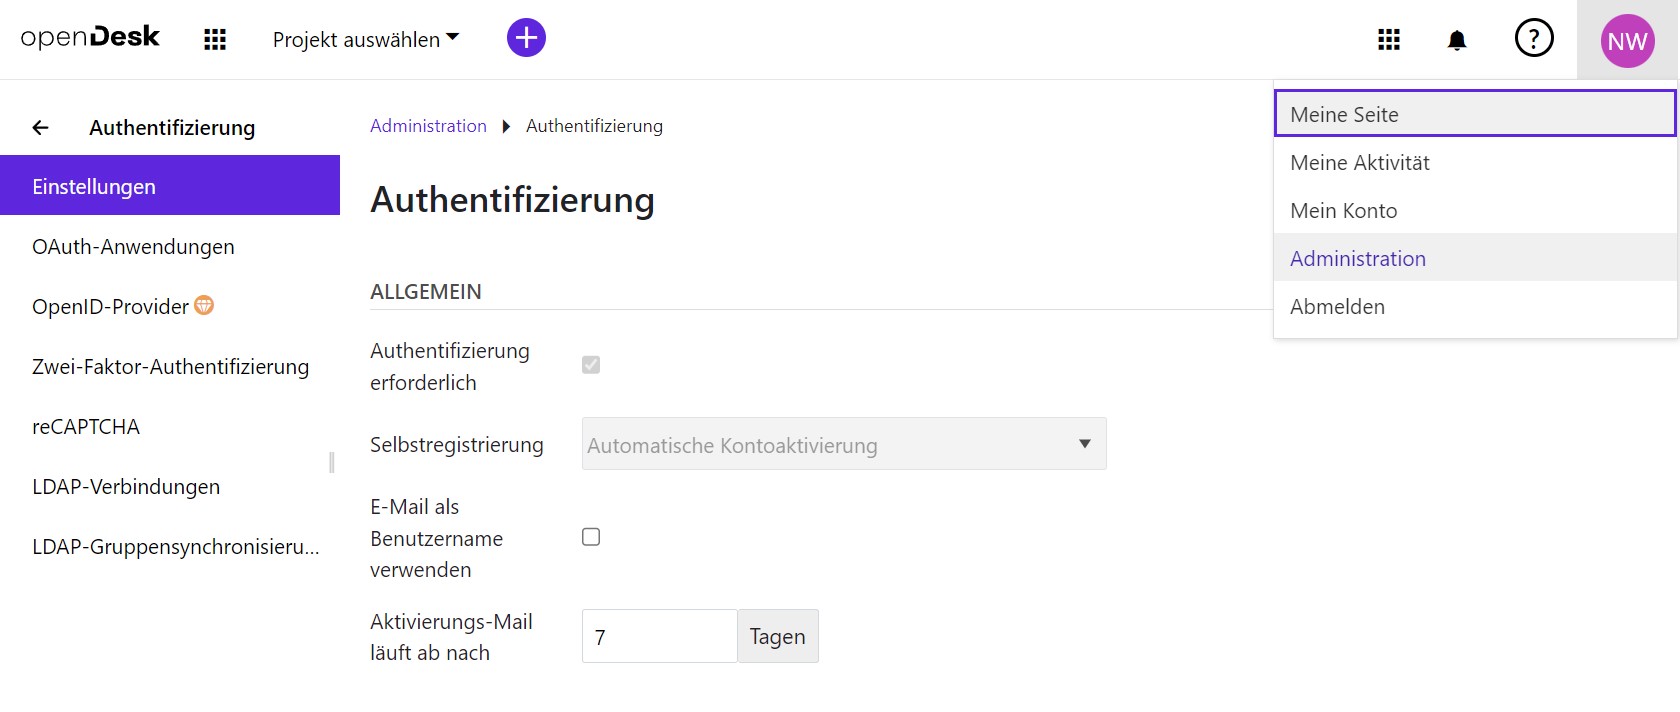 openDesk
Projekt auswählen
?
NW
Authentifizierung
Einstellungen
OAuth-Anwendungen
OpenID-Provider
Zwei-Faktor-Authentifizierung
reCAPTCHA
LDAP-Verbindungen
LDAP-Gruppensynchronisieru...
Administration Authentifizierung
Authentifizierung
ALLGEMEIN
Authentifizierung
erforderlich
Selbstregistrierung
Automatische Kontoaktivierung
E-Mail als
Benutzername
verwenden
Aktivierungs-Mail
läuft ab nach
7 Tagen
Meine Seite
Meine Aktivität
Mein Konto
Administration
Abmelden